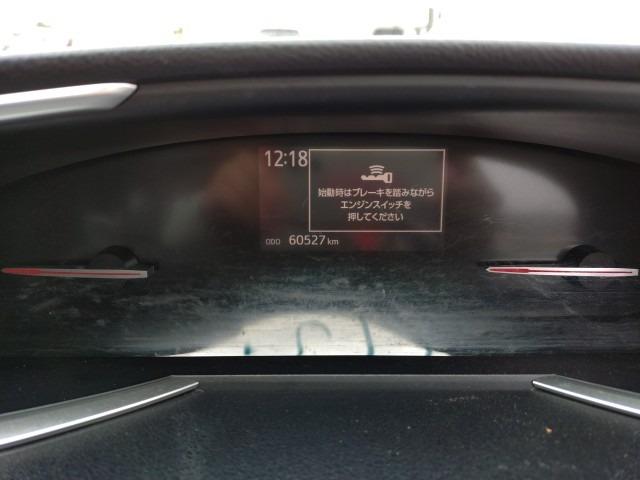 12:18
始動時はブレーキを踏みながら
エンジンスイッチを
押してください
ODO 60527 km